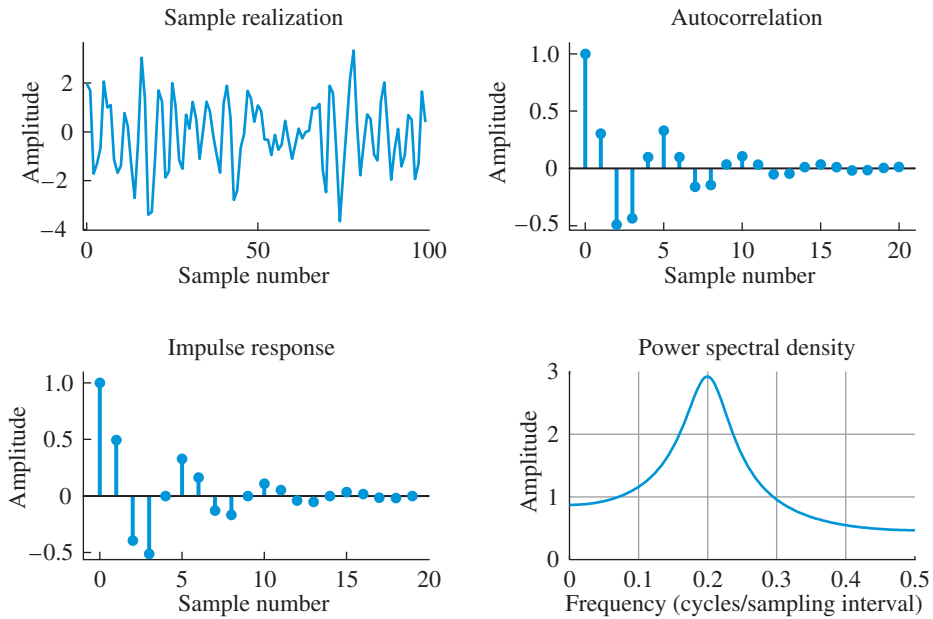 Sample realization
Amplitude
2
0
−2
−4
0
50
100
Sample number
Autocorrelation
Amplitude
1.0
0.5
0
−0.5
0
5
10
15
20
Sample number
Impulse response
Amplitude
1.0
0.5
0
−0.5
0
5
10
15
20
Sample number
Power spectral density
Amplitude
3
2
1
0
0
0.1
0.2
0.3
0.4
0.5
Frequency (cycles/sampling interval)